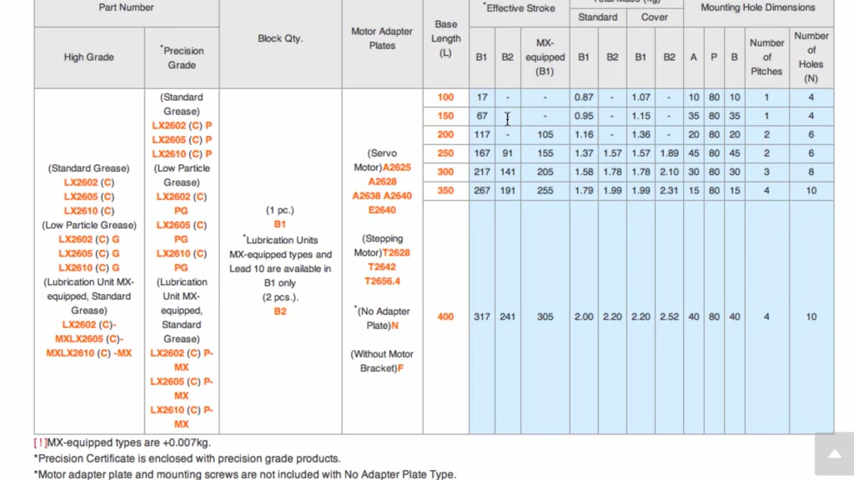 Part Number
*Effective Stroke
Mounting Hole Dimensions
High Grade
*Precision Grade
Block Qty.
Motor Adapter Plates
Base Length (L)
Standard
Cover
B1
B2
MX-equipped (B1)
B1
B2
B1
B2
A
P
B
Number of Pitches
Number of Holes (N)
100 17 - - 0.87 - 1.07 - 10 80 10 1 4
150 67 - 0.95 - 1.15 - 35 80 35 1 4
200 117 - 105 1.16 - 1.36 - 20 80 20 2 6
250 167 91 155 1.37 1.57 1.57 1.89 45 80 45 2 6
300 217 141 205 1.58 1.78 1.78 2.10 30 80 30 3 8
350 267 191 255 1.79 1.99 1.99 2.31 15 80 15 4 10
400 317 241 305 2.00 2.20 2.20 2.52 40 80 40 4 10
(Standard Grease)
LX2602 (C)
LX2605 (C)
LX2610 (C)
(Low Particle Grease)
LX2602 (C) G
LX2605 (C) G
LX2610 (C) G
(Lubrication Unit MX-
equipped, Standard
Grease)
LX2602 (C)-
MXLX2605 (C)-
MXLX2610 (C) -MX
(Standard
Grease)
LX2602 (C) P
LX2605 (C) P
LX2610 (C) P
(Low Particle
Grease)
LX2602 (C)
PG
LX2605 (C)
PG
LX2610 (C)
PG
(Lubrication
Unit MX-
equipped,
Standard
Grease)
LX2602 (C) P-
MX
LX2605 (C) P-
MX
LX2610 (C) P-
MX
(1 pc.)
B1
*Lubrication Units
MX-equipped types and
Lead 10 are available in
B1 only
(2 pcs.).
B2
(Servo
Motor)A2625
A2628
A2638 A2640
E2640
(Stepping
Motor)T2628
T2642
T2656.4
*(No Adapter
Plate)N
(Without Motor
Bracket)F
[!]MX-equipped types are +0.007kg.
*Precision Certificate is enclosed with precision grade products.
*Motor adapter plate and mounting screws are not included with No Adapter Plate Type.